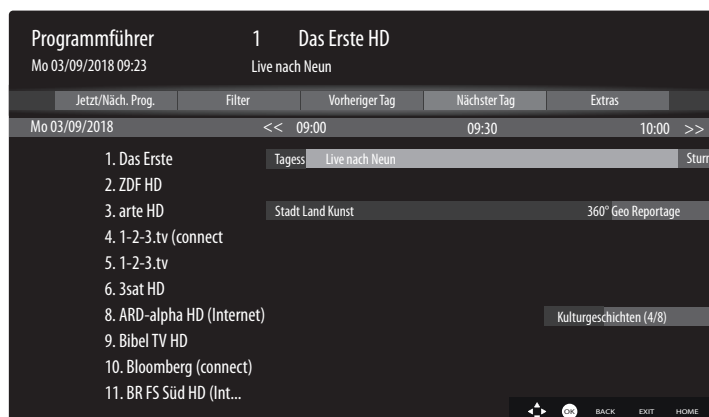 Programmführer 1 Das Erste HD
Mo 03/09/2018 09:23 Live nach Neun
Jetzt/Näch. Prog. Filter Vorheriger Tag Nächster Tag Extras
Mo 03/09/2018 << 09:00 09:30 10:00 >>
1. Das Erste Tagess Live nach Neun Sturr
2. ZDF HD
3. arte HD Stadt Land Kunst 360° Geo Reportage
4. 1-2-3.tv (connect
5. 1-2-3.tv
6. 3sat HD
8. ARD-alpha HD (Internet) Kulturgeschichten (4/8)
9. Bibel TV HD
10. Bloomberg (connect)
11. BR FS Süd HD (Int...
OK BACK EXIT HOME